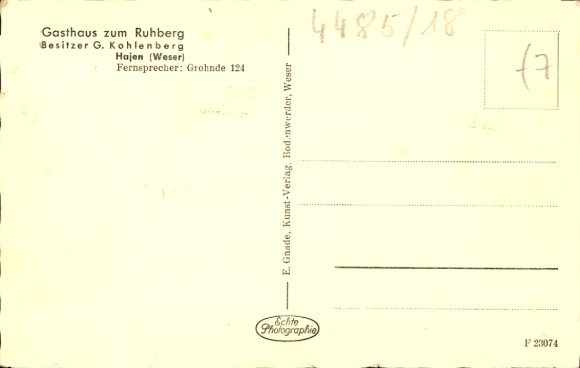 Gasthaus zum Ruhberg
Besitzer G. Kohlenberg
Hajen (Weser)
Fernsprecher: Grohnde 124
4485/18
E. Gnade, Kunst-Verlag, Bodenwerder, Weser
Echte
Photographie
F 23074